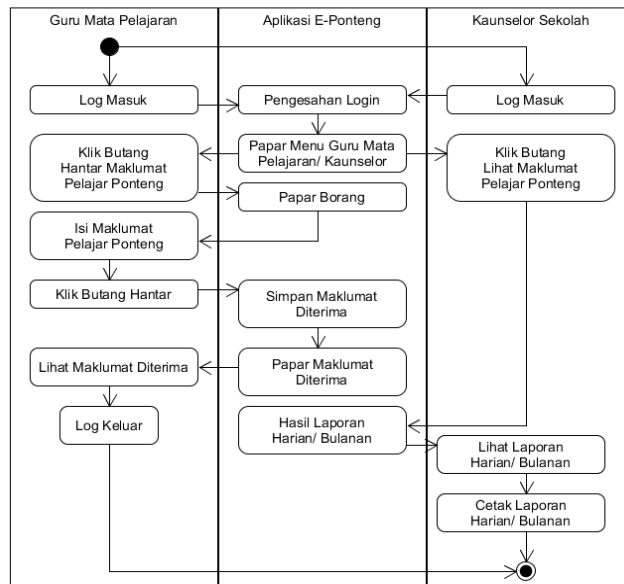 Guru Mata Pelajaran
Aplikasi E-Ponteng
Kaunselor Sekolah
Log Masuk
Pengesahan Login
Log Masuk
Klik Butang
Hantar Maklumat
Pelajar Ponteng
Papar Menu Guru Mata
Pelajaran/ Kaunselor
Klik Butang
Lihat Maklumat
Pelajar Ponteng
Papar Borang
Isi Maklumat
Pelajar Ponteng
Klik Butang Hantar
Simpan Maklumat
Diterima
Lihat Maklumat Diterima
Papar Maklumat
Diterima
Log Keluar
Hasil Laporan
Harian/ Bulanan
Lihat Laporan
Harian/ Bulanan
Cetak Laporan
Harian/ Bulanan